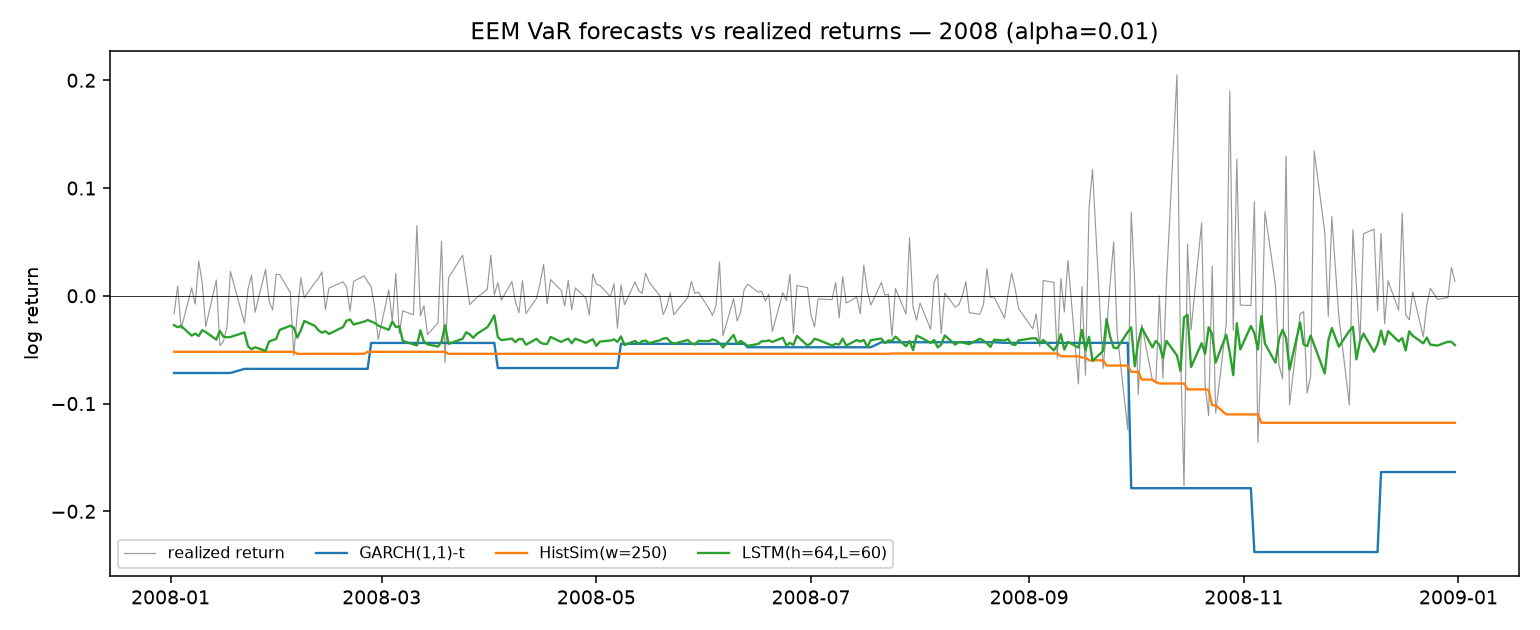 EEM VaR forecasts vs realized returns — 2008 (alpha=0.01)
log return
0.2
0.1
0.0
−0.1
−0.2
realized return
GARCH(1,1)-t
HistSim(w=250)
LSTM(h=64,L=60)
2008-01
2008-03
2008-05
2008-07
2008-09
2008-11
2009-01